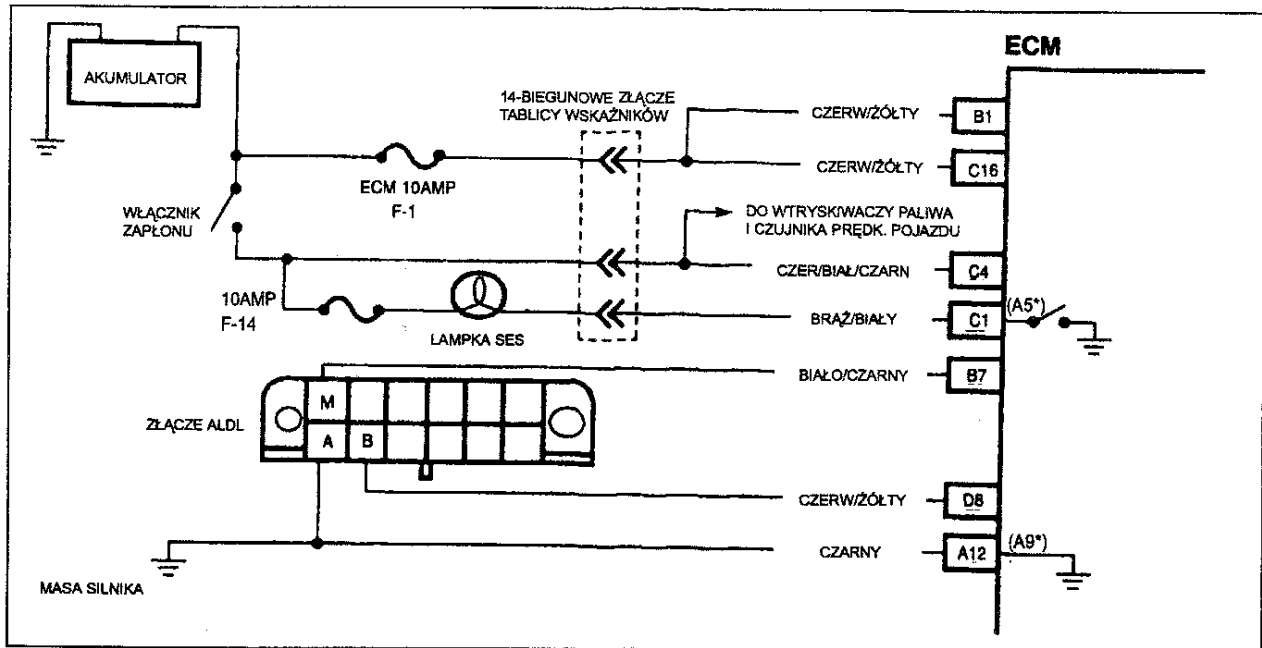 ECM
AKUMULATOR
14-BIEGUNOWE ZŁĄCZE
TABLICY WSKAŹNIKÓW
CZERW/ŻÓŁTY
B1
CZERW/ŻÓŁTY
C16
ECM 10AMP
F-1
WŁĄCZNIK
ZAPŁONU
DO WTRYSKIWACZY PALIWA
I CZUJNIKA PRĘDK. POJAZDU
CZER/BIAŁ/CZARN
C4
10AMP
F-14
LAMPKA SES
BRĄŹ/BIAŁY
C1
(A5*)
BIAŁO/CZARNY
B7
ZŁĄCZE ALDL
M
A
B
CZERW/ŻÓŁTY
D8
CZARNY
A12
(A9*)
MASA SILNIKA